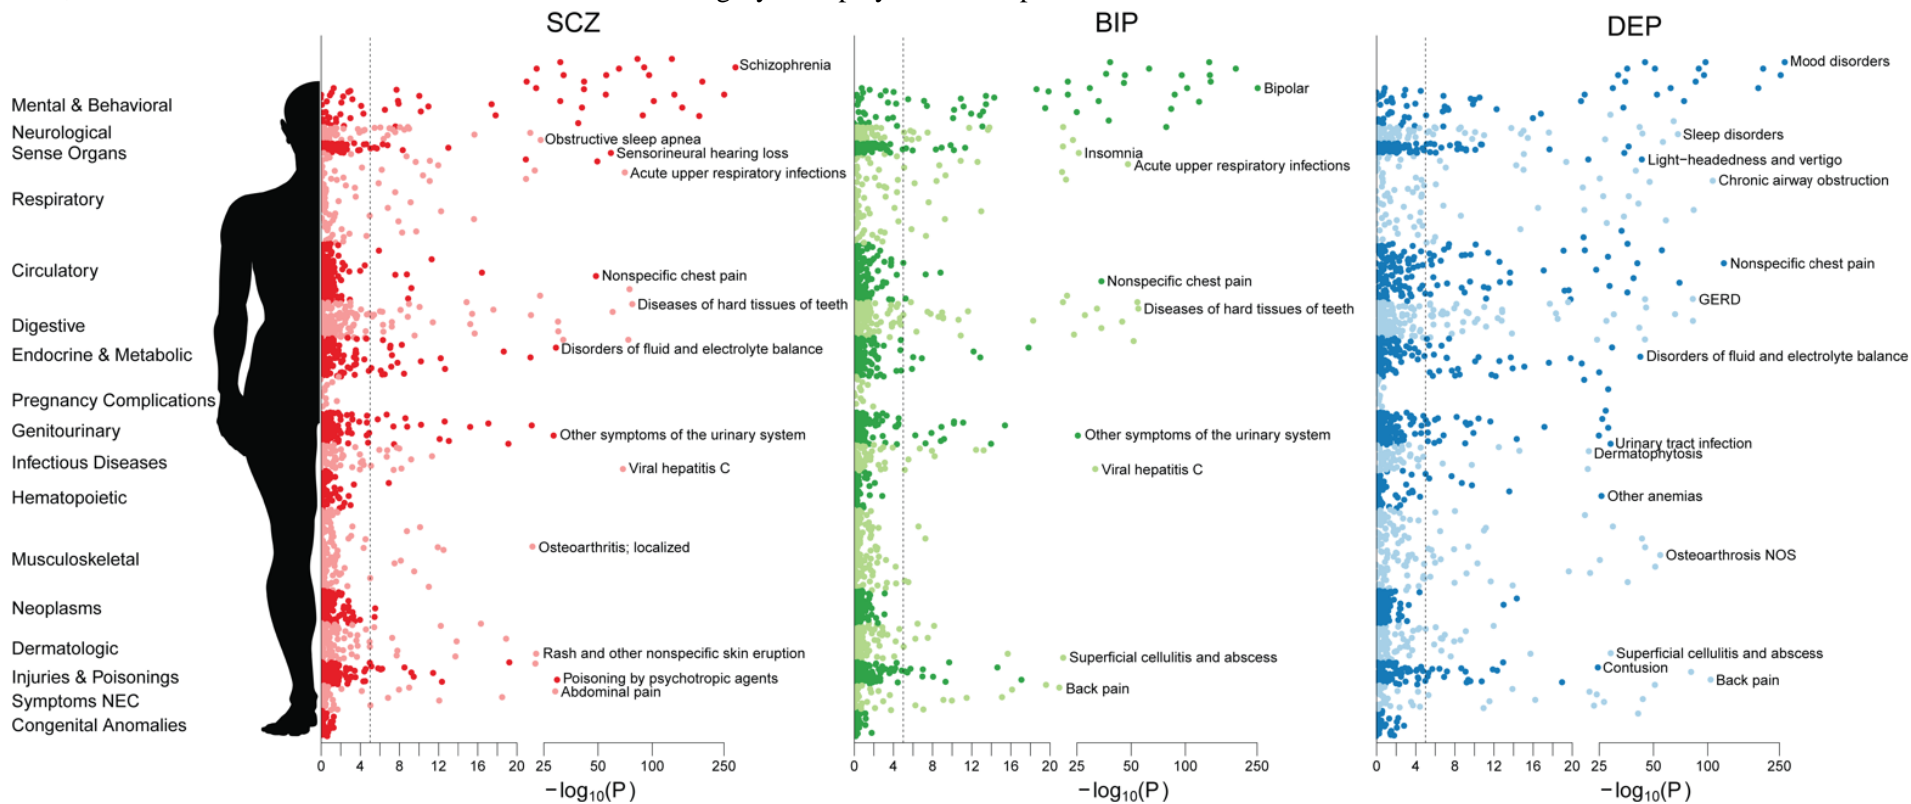 SCZ
BIP
DEP
Mental & Behavioral
Neurological
Sense Organs
Respiratory
Circulatory
Digestive
Endocrine & Metabolic
Pregnancy Complications
Genitourinary
Infectious Diseases
Hematopoietic
Musculoskeletal
Neoplasms
Dermatologic
Injuries & Poisonings
Symptoms NEC
Congenital Anomalies
Schizophrenia
Obstructive sleep apnea
Sensorineural hearing loss
Acute upper respiratory infections
Nonspecific chest pain
Diseases of hard tissues of teeth
Disorders of fluid and electrolyte balance
Other symptoms of the urinary system
Viral hepatitis C
Osteoarthritis; localized
Rash and other nonspecific skin eruption
Poisoning by psychotropic agents
Abdominal pain
0 4 8 12 16 20 25 50 100 250
−log10(P)
Bipolar
Insomnia
Acute upper respiratory infections
Nonspecific chest pain
Diseases of hard tissues of teeth
Other symptoms of the urinary system
Viral hepatitis C
Superficial cellulitis and abscess
Back pain
0 4 8 12 16 20 25 50 100 250
−log10(P)
Mood disorders
Sleep disorders
Light−headedness and vertigo
Chronic airway obstruction
Nonspecific chest pain
GERD
Disorders of fluid and electrolyte balance
Urinary tract infection
Dermatophytosis
Other anemias
Osteoarthrosis NOS
Superficial cellulitis and abscess
Contusion
Back pain
0 4 8 12 16 20 25 50 100 250
−log10(P)